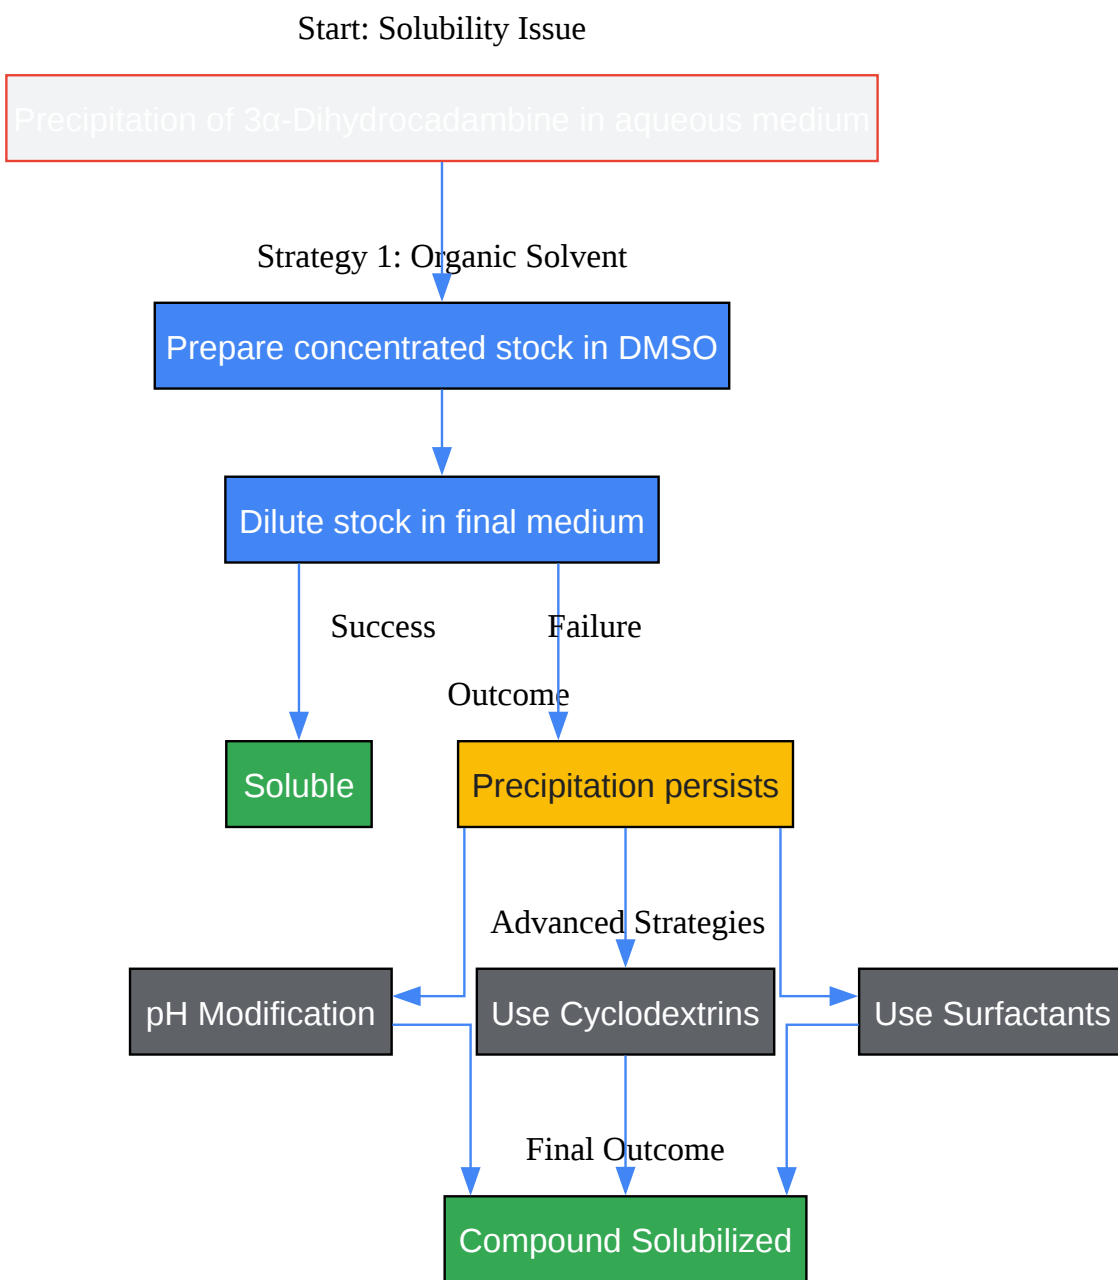 Start: Solubility Issue
Precipitation of 3α-Dihydrocadambine in aqueous medium
Strategy 1: Organic Solvent
Prepare concentrated stock in DMSO
Dilute stock in final medium
Success
Failure
Outcome
Soluble
Precipitation persists
Advanced Strategies
pH Modification
Use Cyclodextrins
Use Surfactants
Final Outcome
Compound Solubilized